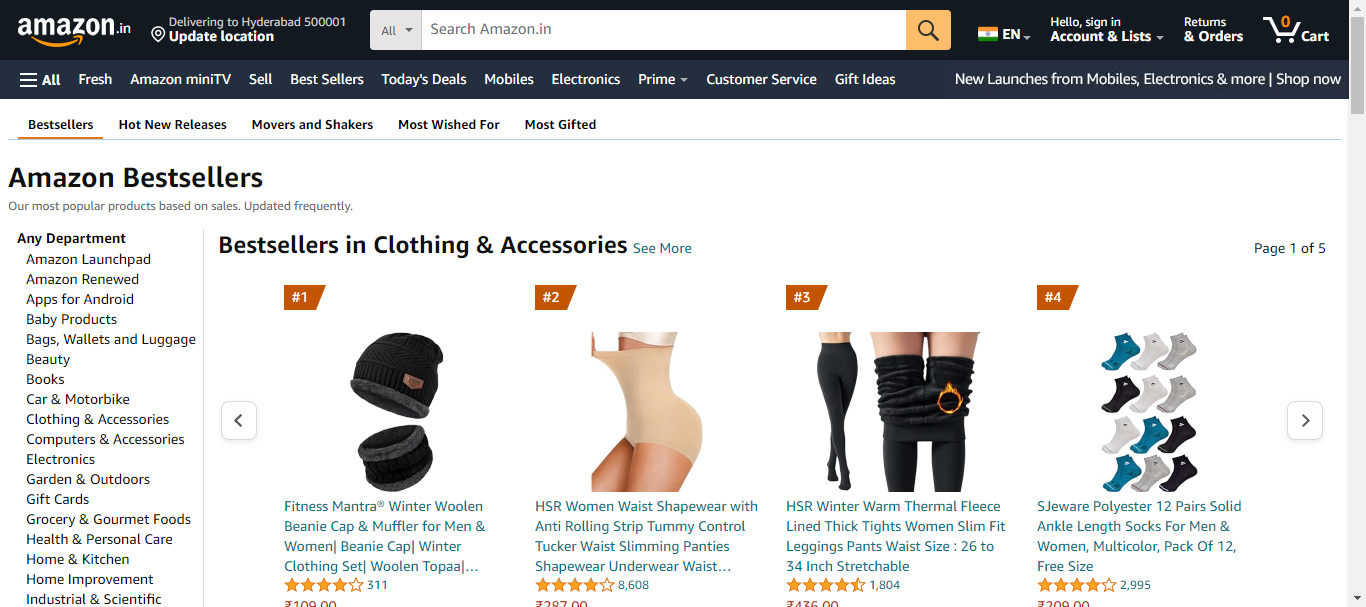 amazon.in
Delivering to Hyderabad 500001
Update location
All
Search Amazon.in
EN
Hello, sign in
Account & Lists
Returns
& Orders
0
Cart
All
Fresh
Amazon miniTV
Sell
Best Sellers
Today's Deals
Mobiles
Electronics
Prime
Customer Service
Gift Ideas
New Launches from Mobiles, Electronics & more | Shop now
Bestsellers
Hot New Releases
Movers and Shakers
Most Wished For
Most Gifted
Amazon Bestsellers
Our most popular products based on sales. Updated frequently.
Any Department
Amazon Launchpad
Amazon Renewed
Apps for Android
Baby Products
Bags, Wallets and Luggage
Beauty
Books
Car & Motorbike
Clothing & Accessories
Computers & Accessories
Electronics
Garden & Outdoors
Gift Cards
Grocery & Gourmet Foods
Health & Personal Care
Home & Kitchen
Home Improvement
Industrial & Scientific
Bestsellers in Clothing & Accessories See More
Page 1 of 5
#1
Fitness Mantra® Winter Woolen
Beanie Cap & Muffler for Men &
Women| Beanie Cap| Winter
Clothing Set| Woolen Topaa|…
311
₹109.00
#2
HSR Women Waist Shapewear with
Anti Rolling Strip Tummy Control
Tucker Waist Slimming Panties
Shapewear Underwear Waist…
8,608
₹287.00
#3
HSR Winter Warm Thermal Fleece
Lined Thick Tights Women Slim Fit
Leggings Pants Waist Size : 26 to
34 Inch Stretchable
1,804
₹436.00
#4
SJeware Polyester 12 Pairs Solid
Ankle Length Socks For Men &
Women, Multicolor, Pack Of 12,
Free Size
2,995
₹209.00